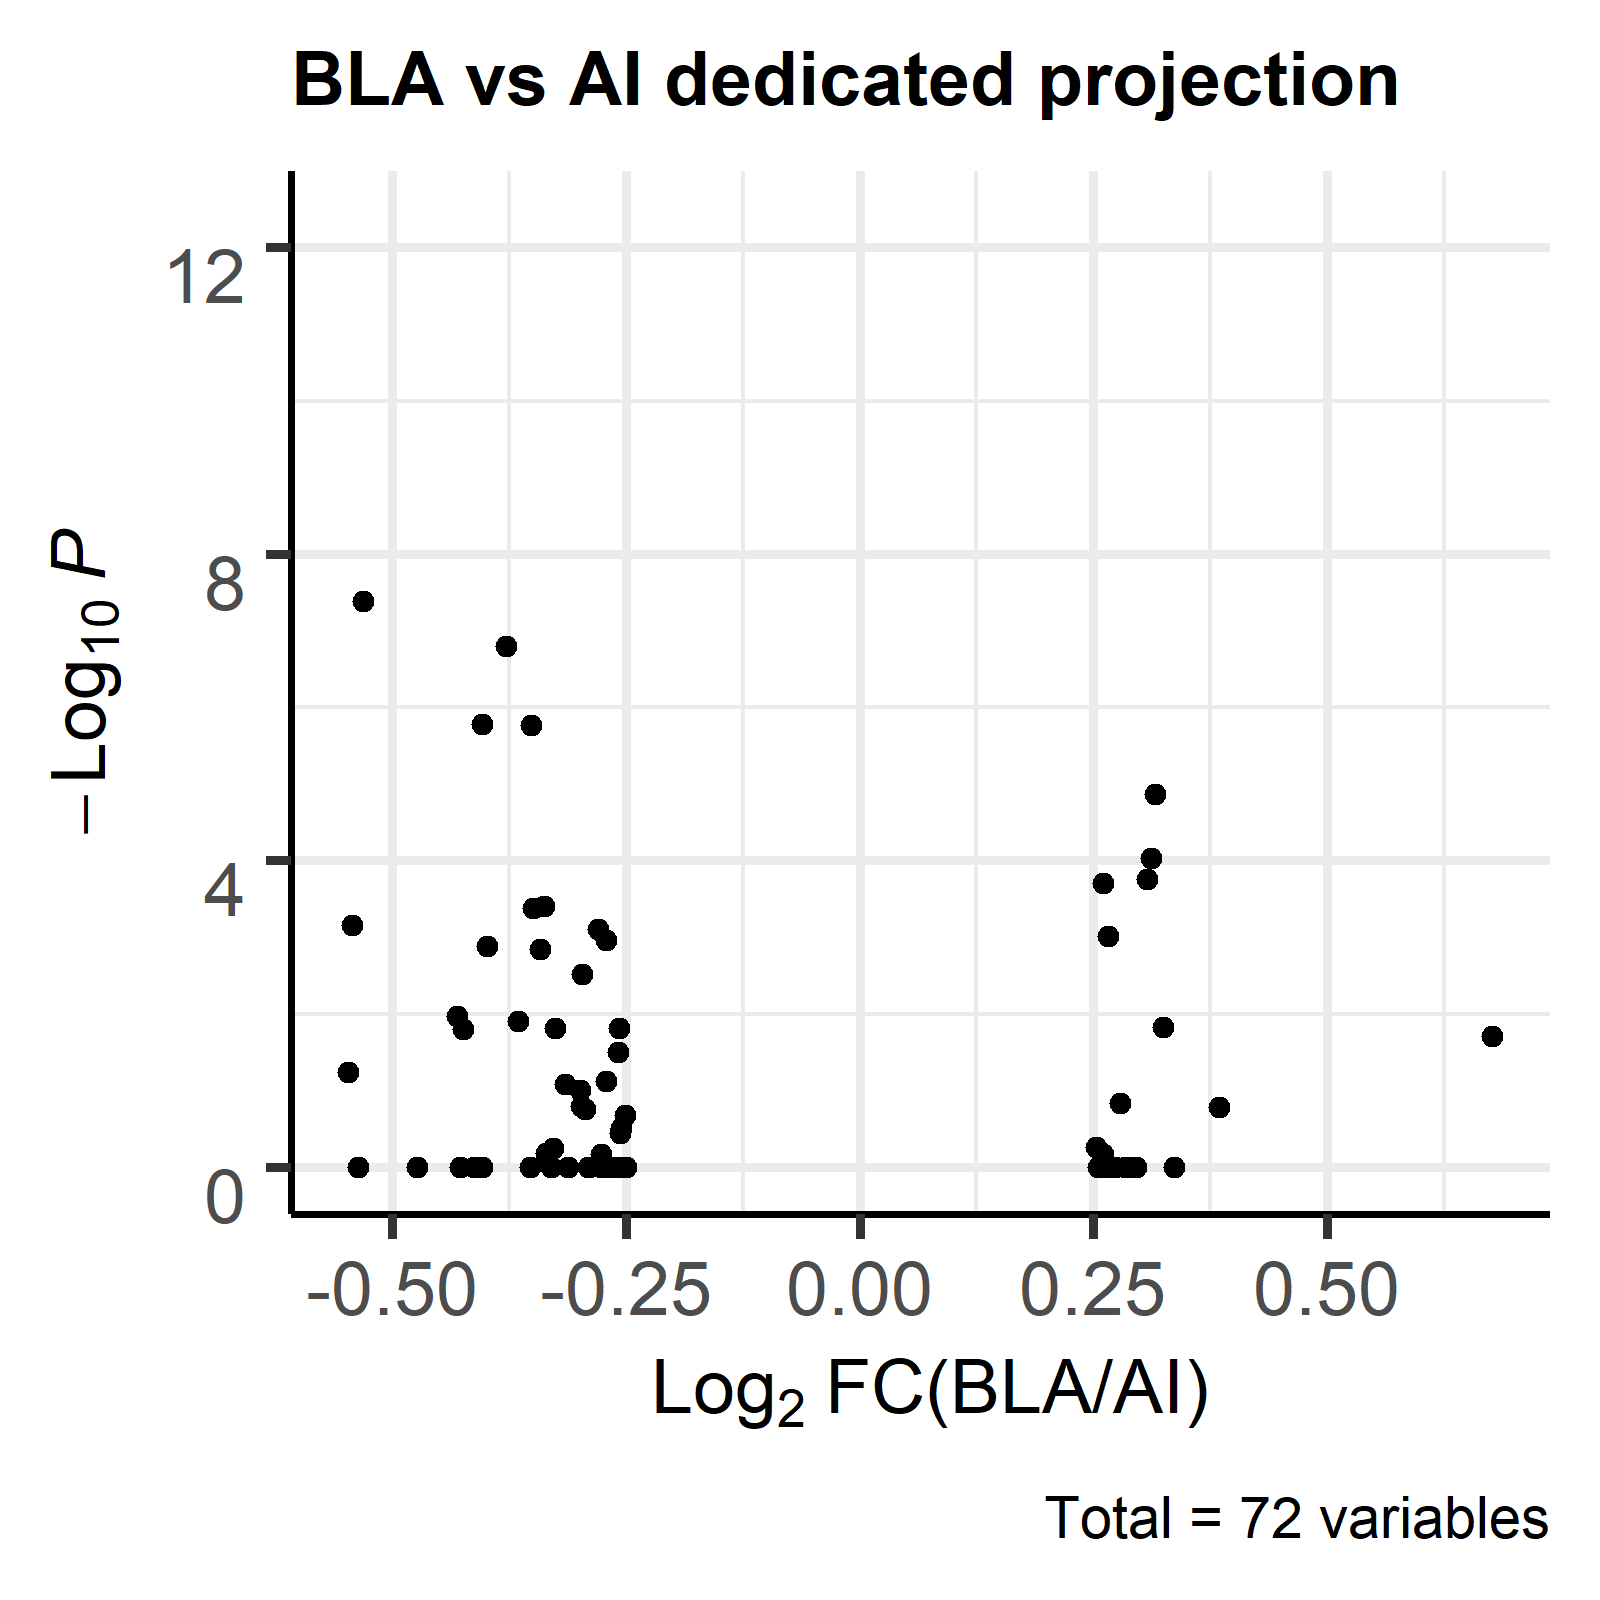 BLA vs AI dedicated projection
12
8
4
0
−Log10 P
-0.50 -0.25 0.00 0.25 0.50
Log2 FC(BLA/AI)
Total = 72 variables